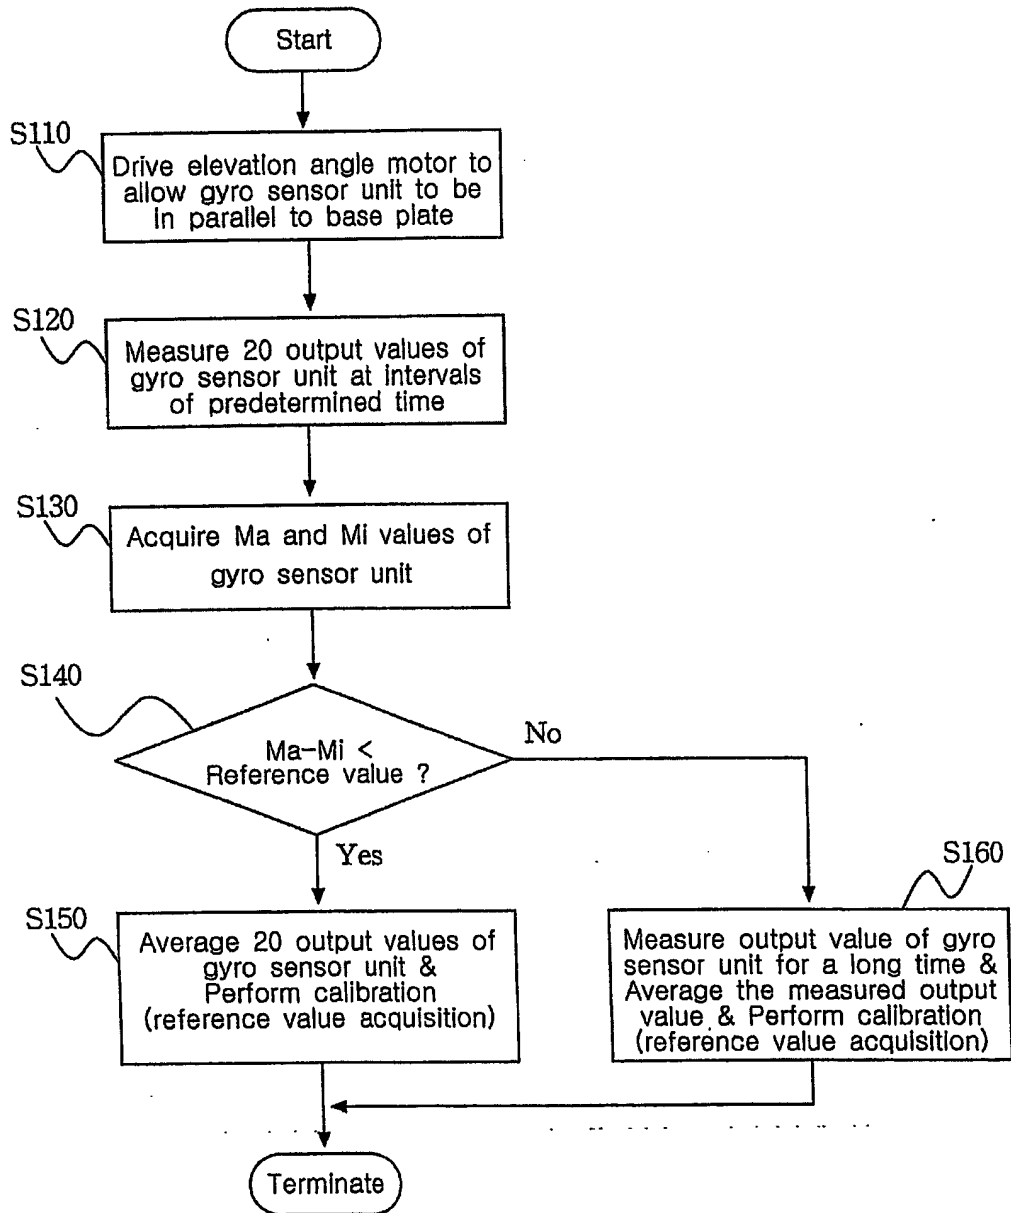 Start
S110
Drive elevation angle motor to
allow gyro sensor unit to be
In parallel to base plate
S120
Measure 20 output values of
gyro sensor unit at intervals
of predetermined time
S130
Acquire Ma and Mi values of
gyro sensor unit
S140
Ma-Mi <
Reference value ?
No
Yes
S150
Average 20 output values of
gyro sensor unit &
Perform calibration
(reference value acquisition)
S160
Measure output value of gyro
sensor unit for a long time &
Average the measured output
value & Perform calibration
(reference value acquisition)
Terminate